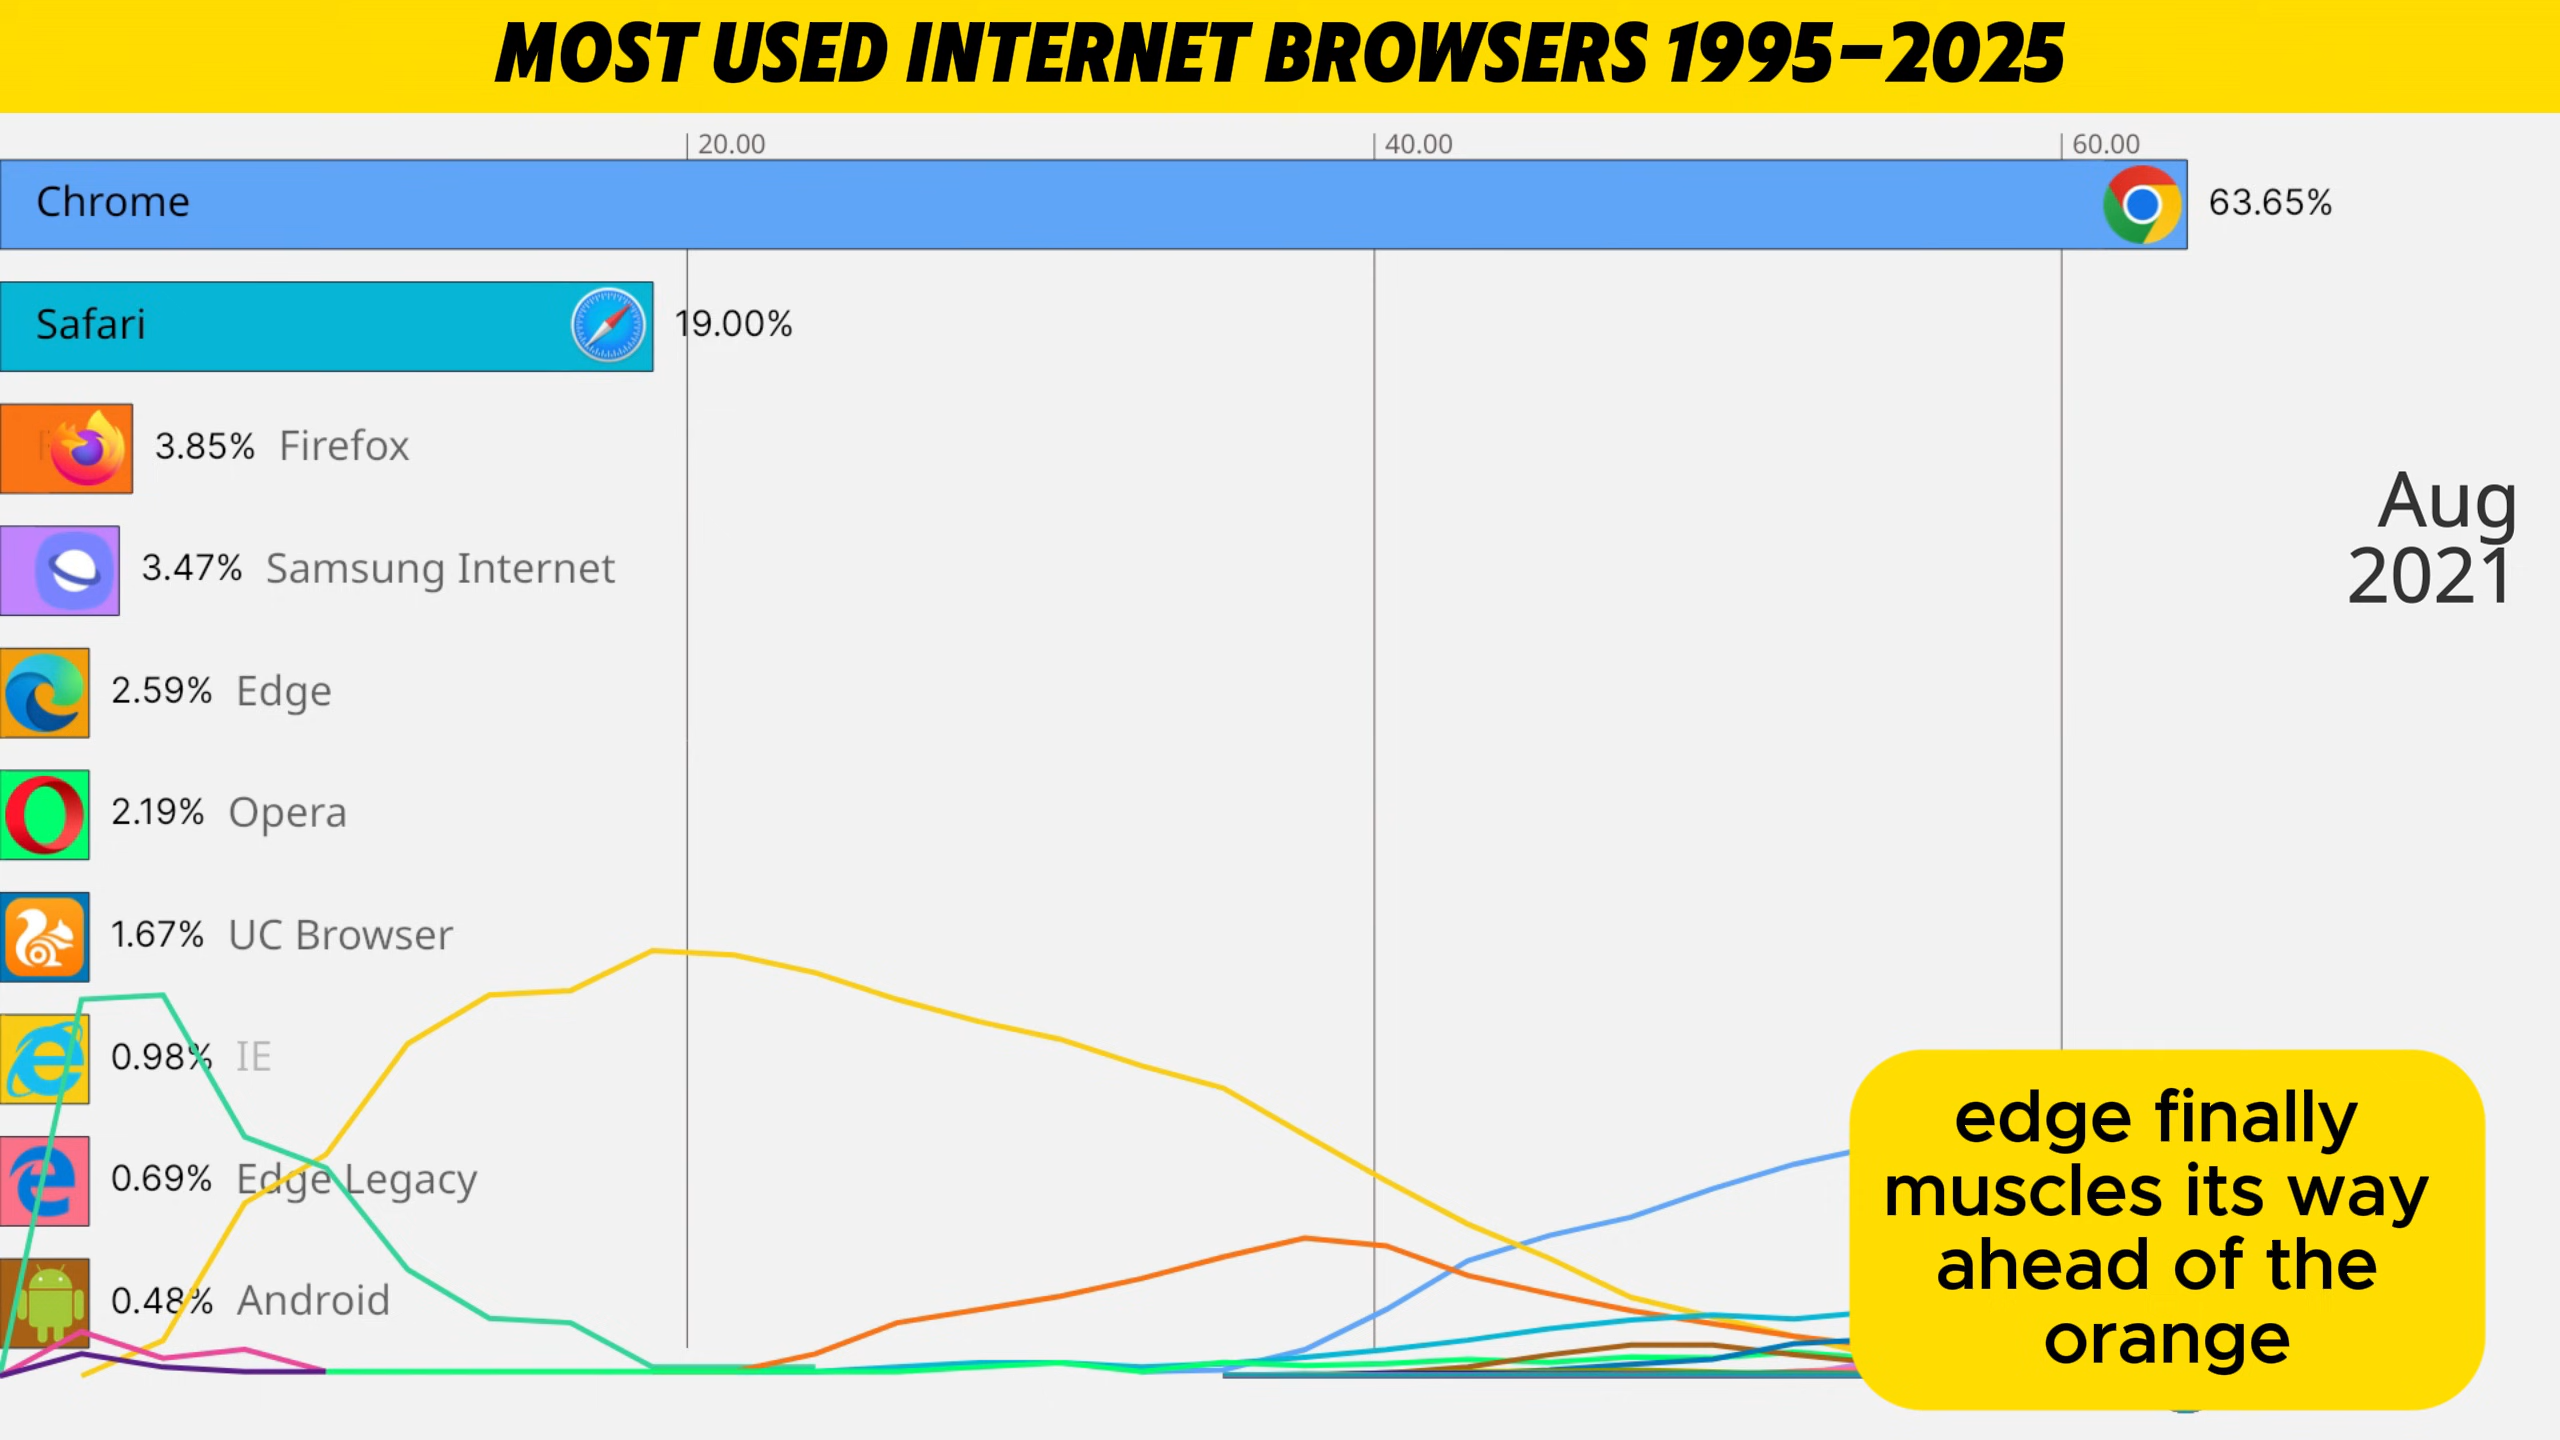 MOST USED INTERNET BROWSERS 1995–2025
20.00 40.00 60.00
Chrome 63.65%
Safari 19.00%
3.85% Firefox
3.47% Samsung Internet
Aug
2021
2.59% Edge
2.19% Opera
1.67% UC Browser
0.98% IE
0.69% Edge Legacy
0.48% Android
edge finally
muscles its way
ahead of the
orange